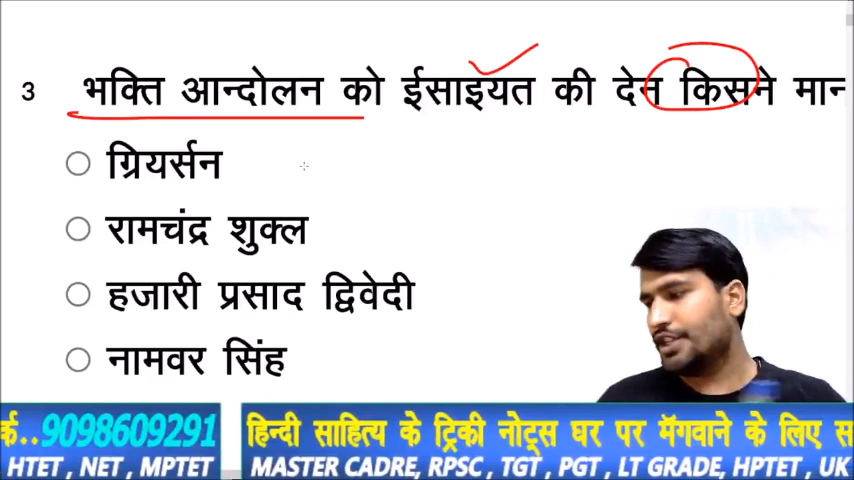 3 भक्ति आन्दोलन को ईसाइयत की देन किसने मान
ग्रियर्सन
रामचंद्र शुक्ल
हजारी प्रसाद द्विवेदी
नामवर सिंह
र्क..9098609291 हिन्दी साहित्य के ट्रिकी नोट्स घर पर मॅगवाने के लिए स
HTET , NET , MPTET MASTER CADRE, RPSC , TGT , PGT , LT GRADE, HPTET , UK